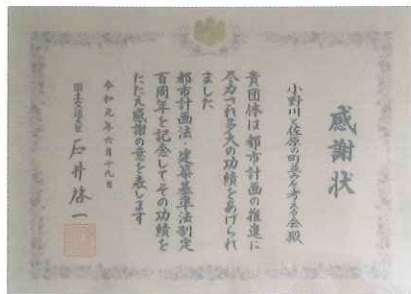 感謝状
小野川と佐原の町並みを考える会殿
貴団体は都市計画の推進に
尽力され多大の功績をあげられ
ました
都市計画法・建築基準法制定
百周年を記念してその功績を
たたえ感謝の意を表します
令和元年六月十九日
国土交通大臣 石井啓一